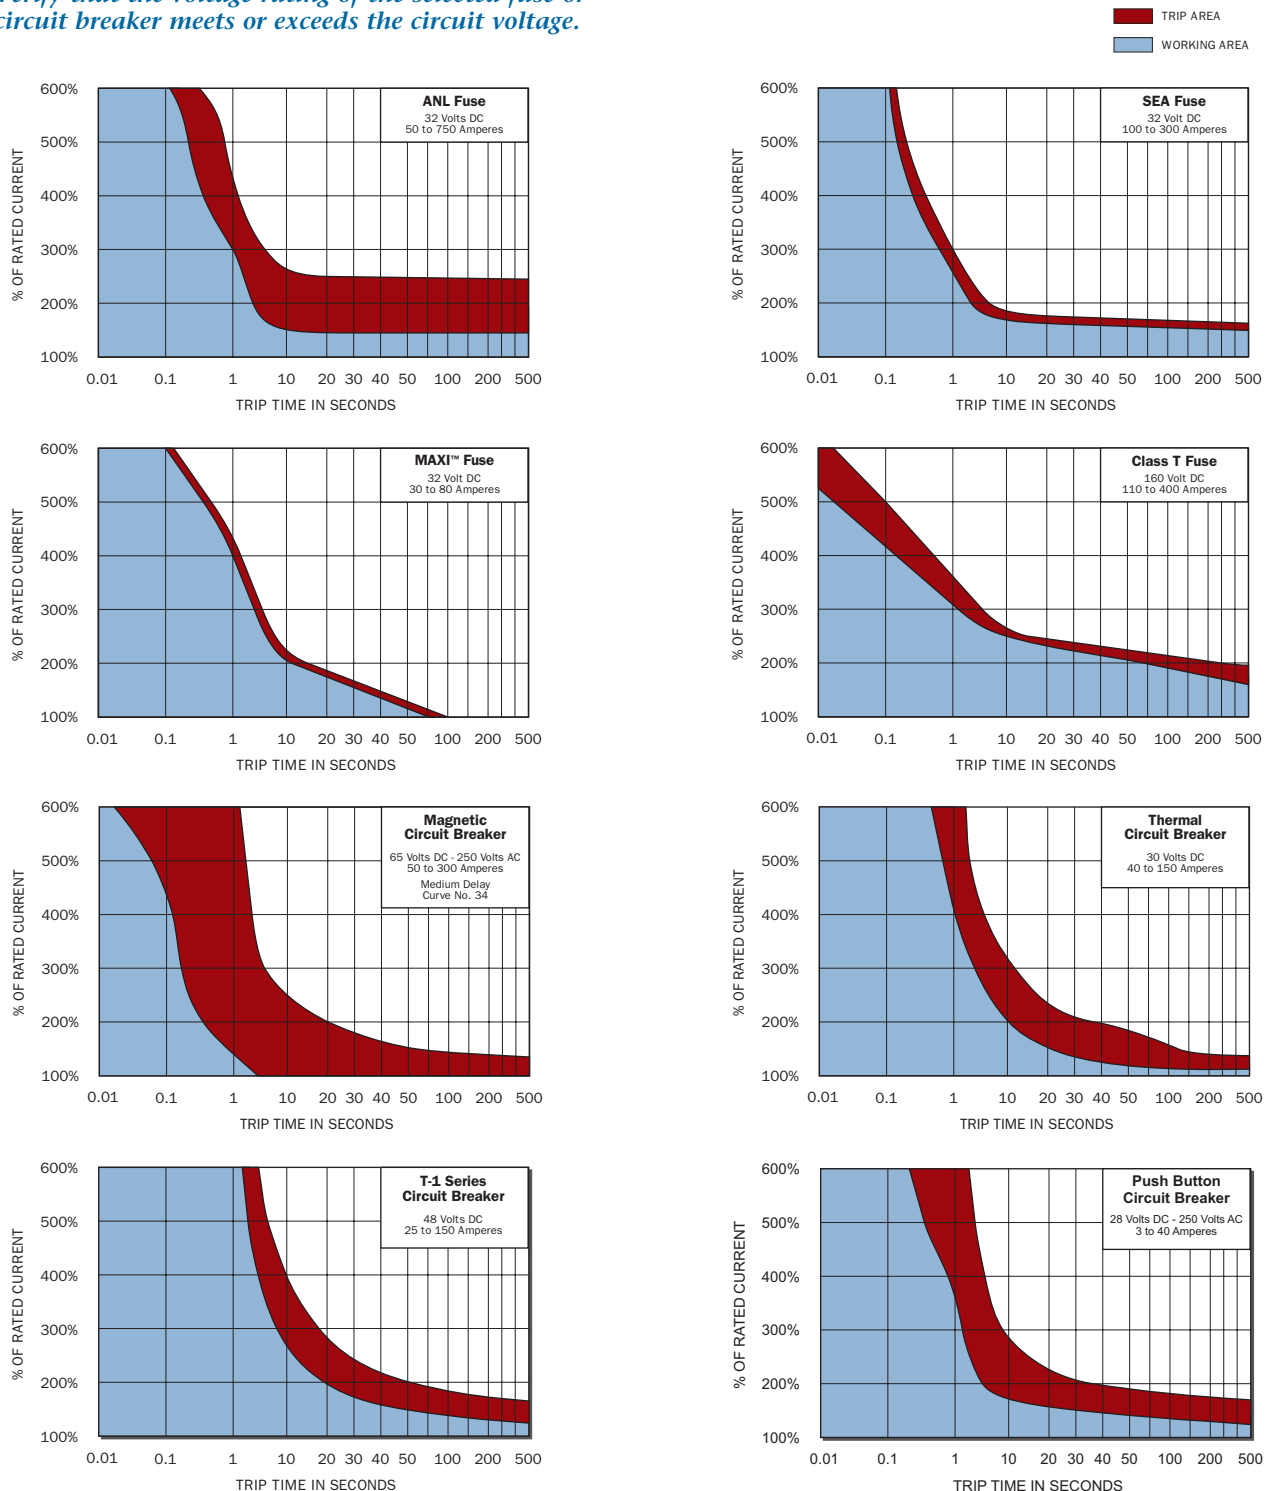 circuit breaker meets or exceeds the circuit voltage.
TRIP AREA
WORKING AREA
% OF RATED CURRENT
600%
500%
400%
300%
200%
100%
ANL Fuse
32 Volts DC
50 to 750 Amperes
0.01 0.1 1 10 20 30 40 50 100 200 500
TRIP TIME IN SECONDS
% OF RATED CURRENT
600%
500%
400%
300%
200%
100%
SEA Fuse
32 Volt DC
100 to 300 Amperes
0.01 0.1 1 10 20 30 40 50 100 200 500
TRIP TIME IN SECONDS
% OF RATED CURRENT
600%
500%
400%
300%
200%
100%
MAXI™ Fuse
32 Volt DC
30 to 80 Amperes
0.01 0.1 1 10 20 30 40 50 100 200 500
TRIP TIME IN SECONDS
% OF RATED CURRENT
600%
500%
400%
300%
200%
100%
Class T Fuse
160 Volt DC
110 to 400 Amperes
0.01 0.1 1 10 20 30 40 50 100 200 500
TRIP TIME IN SECONDS
% OF RATED CURRENT
600%
500%
400%
300%
200%
100%
Magnetic
Circuit Breaker
65 Volts DC - 250 Volts AC
50 to 300 Amperes
Medium Delay
Curve No. 34
0.01 0.1 1 10 20 30 40 50 100 200 500
TRIP TIME IN SECONDS
% OF RATED CURRENT
600%
500%
400%
300%
200%
100%
Thermal
Circuit Breaker
30 Volts DC
40 to 150 Amperes
0.01 0.1 1 10 20 30 40 50 100 200 500
TRIP TIME IN SECONDS
% OF RATED CURRENT
600%
500%
400%
300%
200%
100%
T-1 Series
Circuit Breaker
48 Volts DC
25 to 150 Amperes
0.01 0.1 1 10 20 30 40 50 100 200 500
TRIP TIME IN SECONDS
% OF RATED CURRENT
600%
500%
400%
300%
200%
100%
Push Button
Circuit Breaker
28 Volts DC - 250 Volts AC
3 to 40 Amperes
0.01 0.1 1 10 20 30 40 50 100 200 500
TRIP TIME IN SECONDS